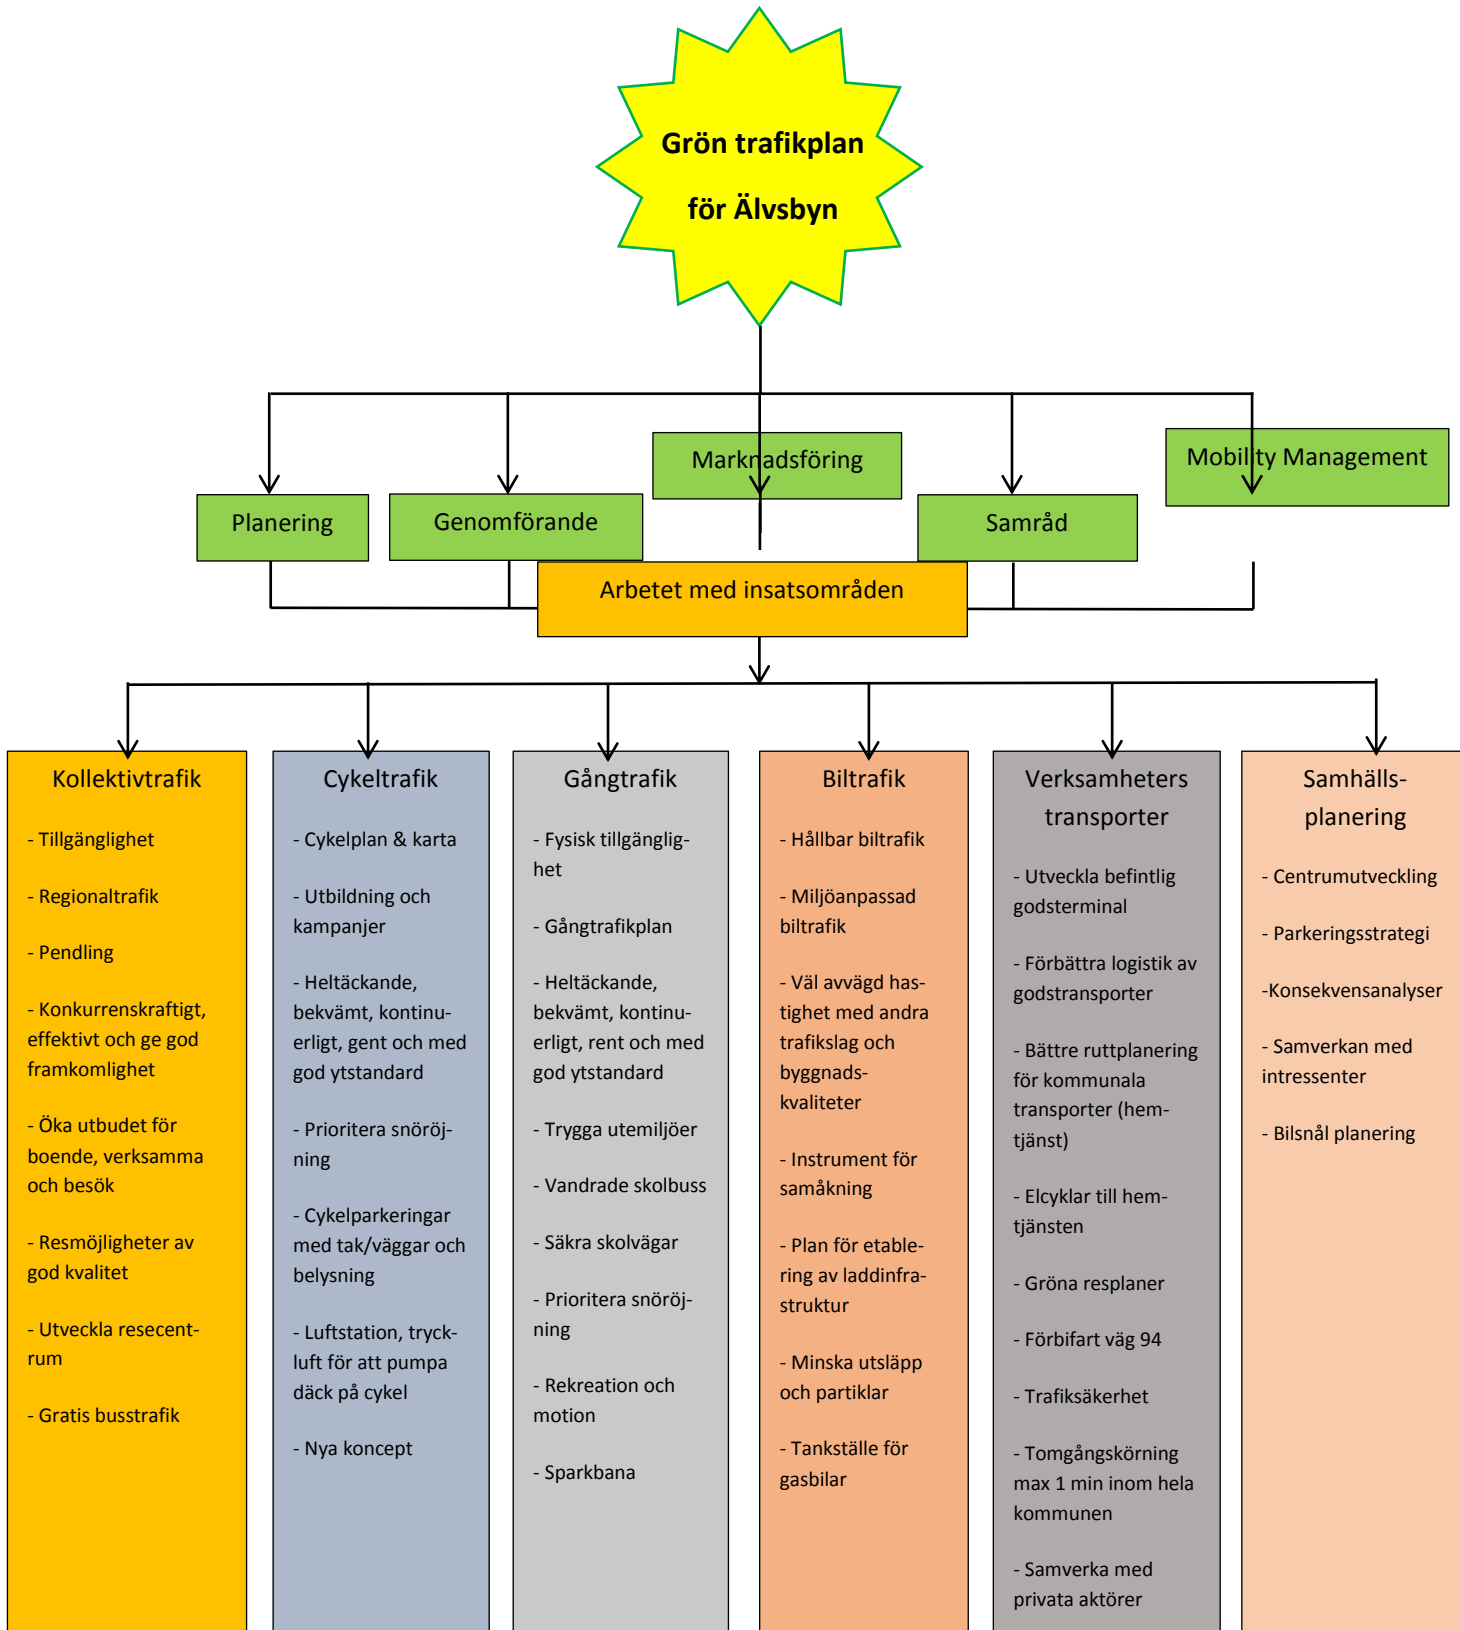 Grön trafikplan
för Älvsbyn
Marknadsföring
Mobility Management
Planering
Genomförande
Samråd
Arbetet med insatsområden
Kollektivtrafik
- Tillgänglighet
- Regionaltrafik
- Pendling
- Konkurrenskraftigt,
effektivt och ge god
framkomlighet
- Öka utbudet för
boende, verksamma
och besök
- Resmöjligheter av
god kvalitet
- Utveckla resecent-
rum
- Gratis busstrafik
Cykeltrafik
- Cykelplan & karta
- Utbildning och
kampanjer
- Heltäckande,
bekvämt, kontinu-
erligt, gent och med
god ytstandard
- Prioritera snöröj-
ning
- Cykelparkeringar
med tak/väggar och
belysning
- Luftstation, tryck-
luft för att pumpa
däck på cykel
- Nya koncept
Gångtrafik
- Fysisk tillgänglig-
het
- Gångtrafikplan
- Heltäckande,
bekvämt, kontinu-
erligt, rent och med
god ytstandard
- Trygga utemiljöer
- Vandrade skolbuss
- Säkra skolvägar
- Prioritera snöröj-
ning
- Rekreation och
motion
- Sparkbana
Biltrafik
- Hållbar biltrafik
- Miljöanpassad
biltrafik
- Väl avvägd has-
tighet med andra
trafikslag och
byggnads-
kvaliteter
- Instrument för
samåkning
- Plan för etable-
ring av laddinfra-
struktur
- Minska utsläpp
och partiklar
- Tankställe för
gasbilar
Verksamheters
transporter
- Utveckla befintlig
godsterminal
- Förbättra logistik av
godstransporter
- Bättre ruttplanering
för kommunala
transporter (hem-
tjänst)
- Elcyklar till hem-
tjänsten
- Gröna resplaner
- Förbifart väg 94
- Trafiksäkerhet
- Tomgångskörning
max 1 min inom hela
kommunen
- Samverka med
privata aktörer
Samhälls-
planering
- Centrumutveckling
- Parkeringsstrategi
-Konsekvensanalyser
- Samverkan med
intressenter
- Bilsnål planering